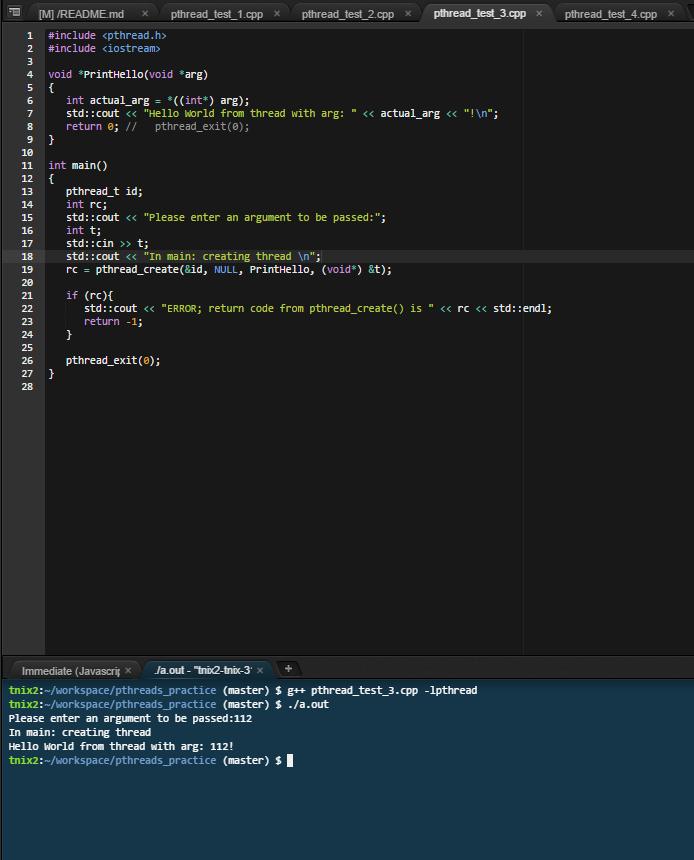 [M] /README.md × pthread_test_1.cpp × pthread_test_2.cpp × pthread_test_3.cpp × pthread_test_4.cpp ×
1 #include <pthread.h>
2 #include <iostream>
3
4 void *PrintHello(void *arg)
5 {
6 int actual_arg = *((int*) arg);
7 std::cout << "Hello World from thread with arg: " << actual_arg << "!\n";
8 return 0; //   pthread_exit(0);
9 }
10
11 int main()
12 {
13 pthread_t id;
14 int rc;
15 std::cout << "Please enter an argument to be passed:";
16 int t;
17 std::cin >> t;
18 std::cout << "In main: creating thread \n";
19 rc = pthread_create(&id, NULL, PrintHello, (void*) &t);
20
21 if (rc){
22 std::cout << "ERROR; return code from pthread_create() is " << rc << std::endl;
23 return -1;
24 }
25
26 pthread_exit(0);
27 }
28
Immediate (Javascrip × ./a.out - "tnix2-tnix-31 × +
tnix2:~/workspace/pthreads_practice (master) $ g++ pthread_test_3.cpp -lpthread
tnix2:~/workspace/pthreads_practice (master) $ ./a.out
Please enter an argument to be passed:112
In main: creating thread
Hello World from thread with arg: 112!
tnix2:~/workspace/pthreads_practice (master) $